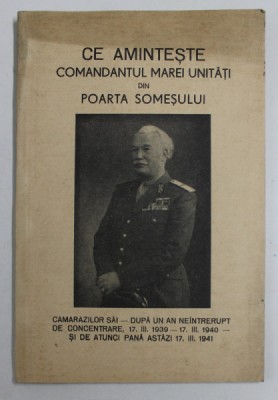 CE AMINTEȘTE
COMANDANTUL MAREI UNITĂȚI
DIN
POARTA SOMEȘULUI
CAMARAZILOR SĂI — DUPĂ UN AN NEÎNTRERUPT
DE CONCENTRARE, 17. III. 1939 — 17. III. 1940 —
ȘI DE ATUNCI PANĂ ASTĂZI 17. III. 1941